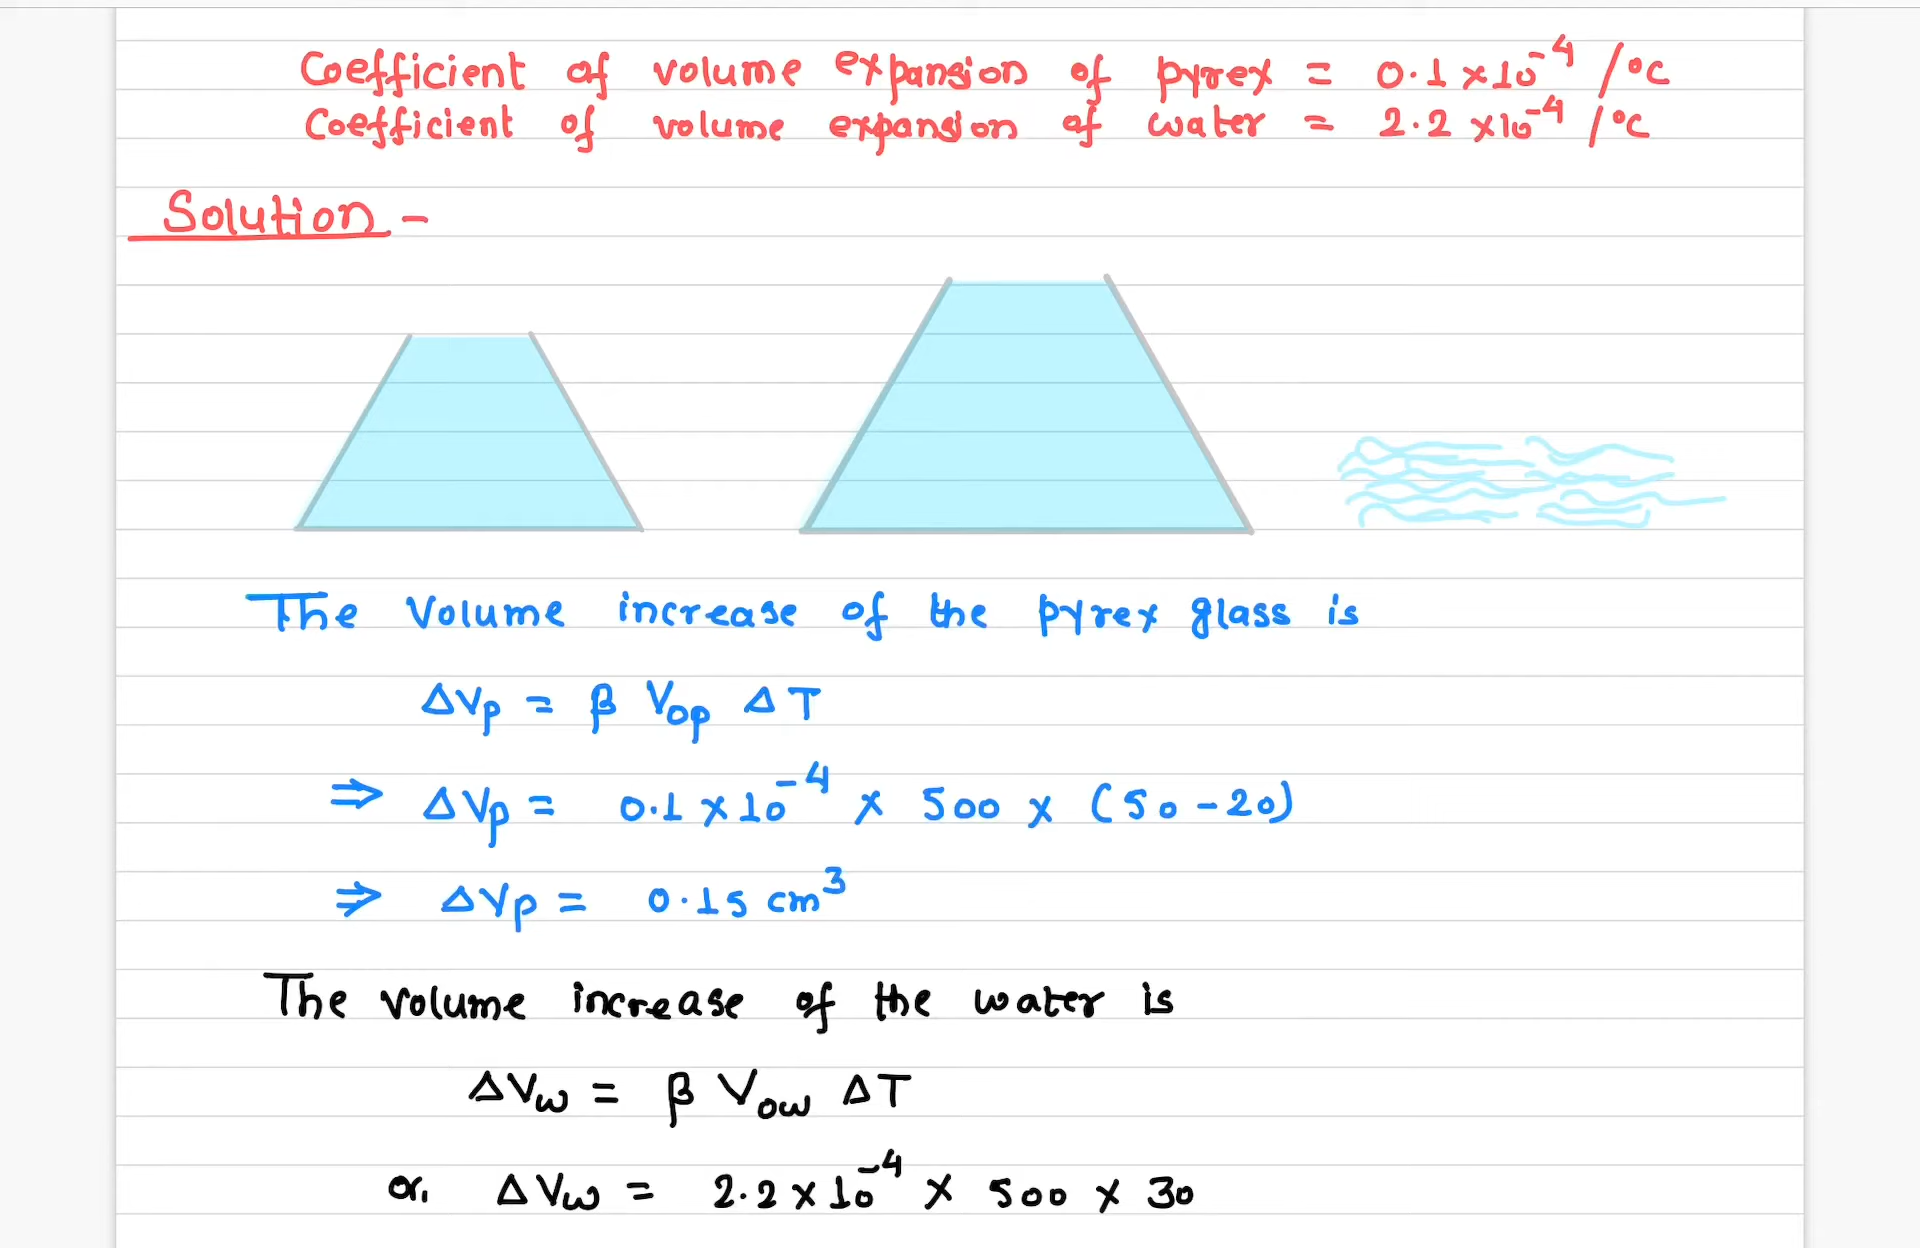 Coefficient of volume expansion of pyrex = 0.1 × 10⁻⁴ /°C
Coefficient of volume expansion of water = 2.2 × 10⁻⁴ /°C
Solution -
The Volume increase of the pyrex glass is
ΔVp = β Vop ΔT
⇒ ΔVp = 0.1 × 10⁻⁴ × 500 × (50 - 20)
⇒ ΔVp = 0.15 cm³
The volume increase of the water is
ΔVw = β Vow ΔT
or, ΔVw = 2.2 × 10⁻⁴ × 500 × 30